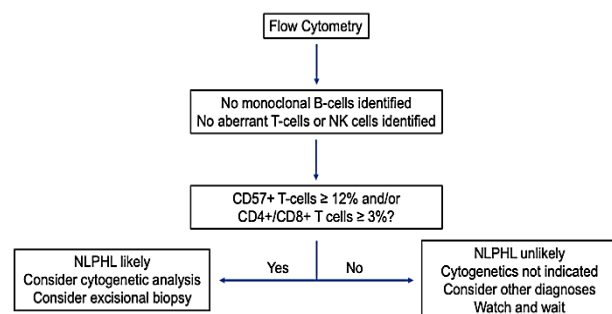 Flow Cytometry
No monoclonal B-cells identified
No aberrant T-cells or NK cells identified
CD57+ T-cells ≥ 12% and/or
CD4+/CD8+ T cells ≥ 3%?
Yes
No
NLPHL likely
Consider cytogenetic analysis
Consider excisional biopsy
NLPHL unlikely
Cytogenetics not indicated
Consider other diagnoses
Watch and wait